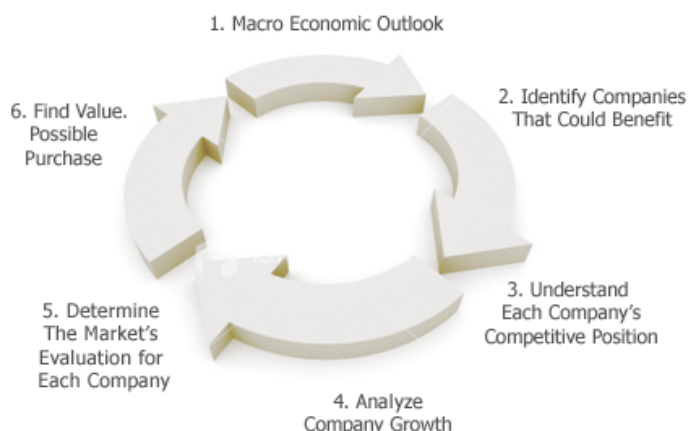 1. Macro Economic Outlook
2. Identify Companies
That Could Benefit
3. Understand
Each Company's
Competitive Position
4. Analyze
Company Growth
5. Determine
The Market's
Evaluation for
Each Company
6. Find Value.
Possible
Purchase